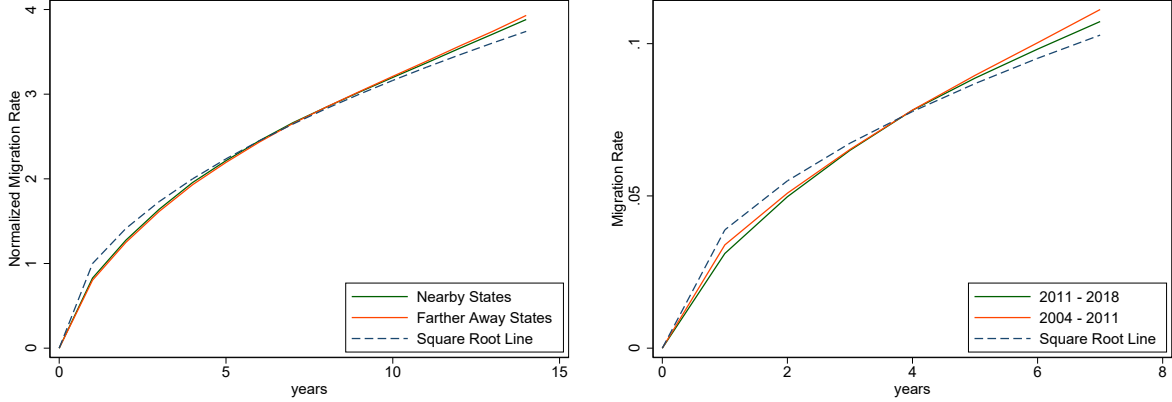 Normalized Migration Rate
4
3
2
1
0
0
5
10
15
years
Nearby States
Farther Away States
Square Root Line
Migration Rate
.1
.05
0
0
2
4
6
8
years
2011 - 2018
2004 - 2011
Square Root Line